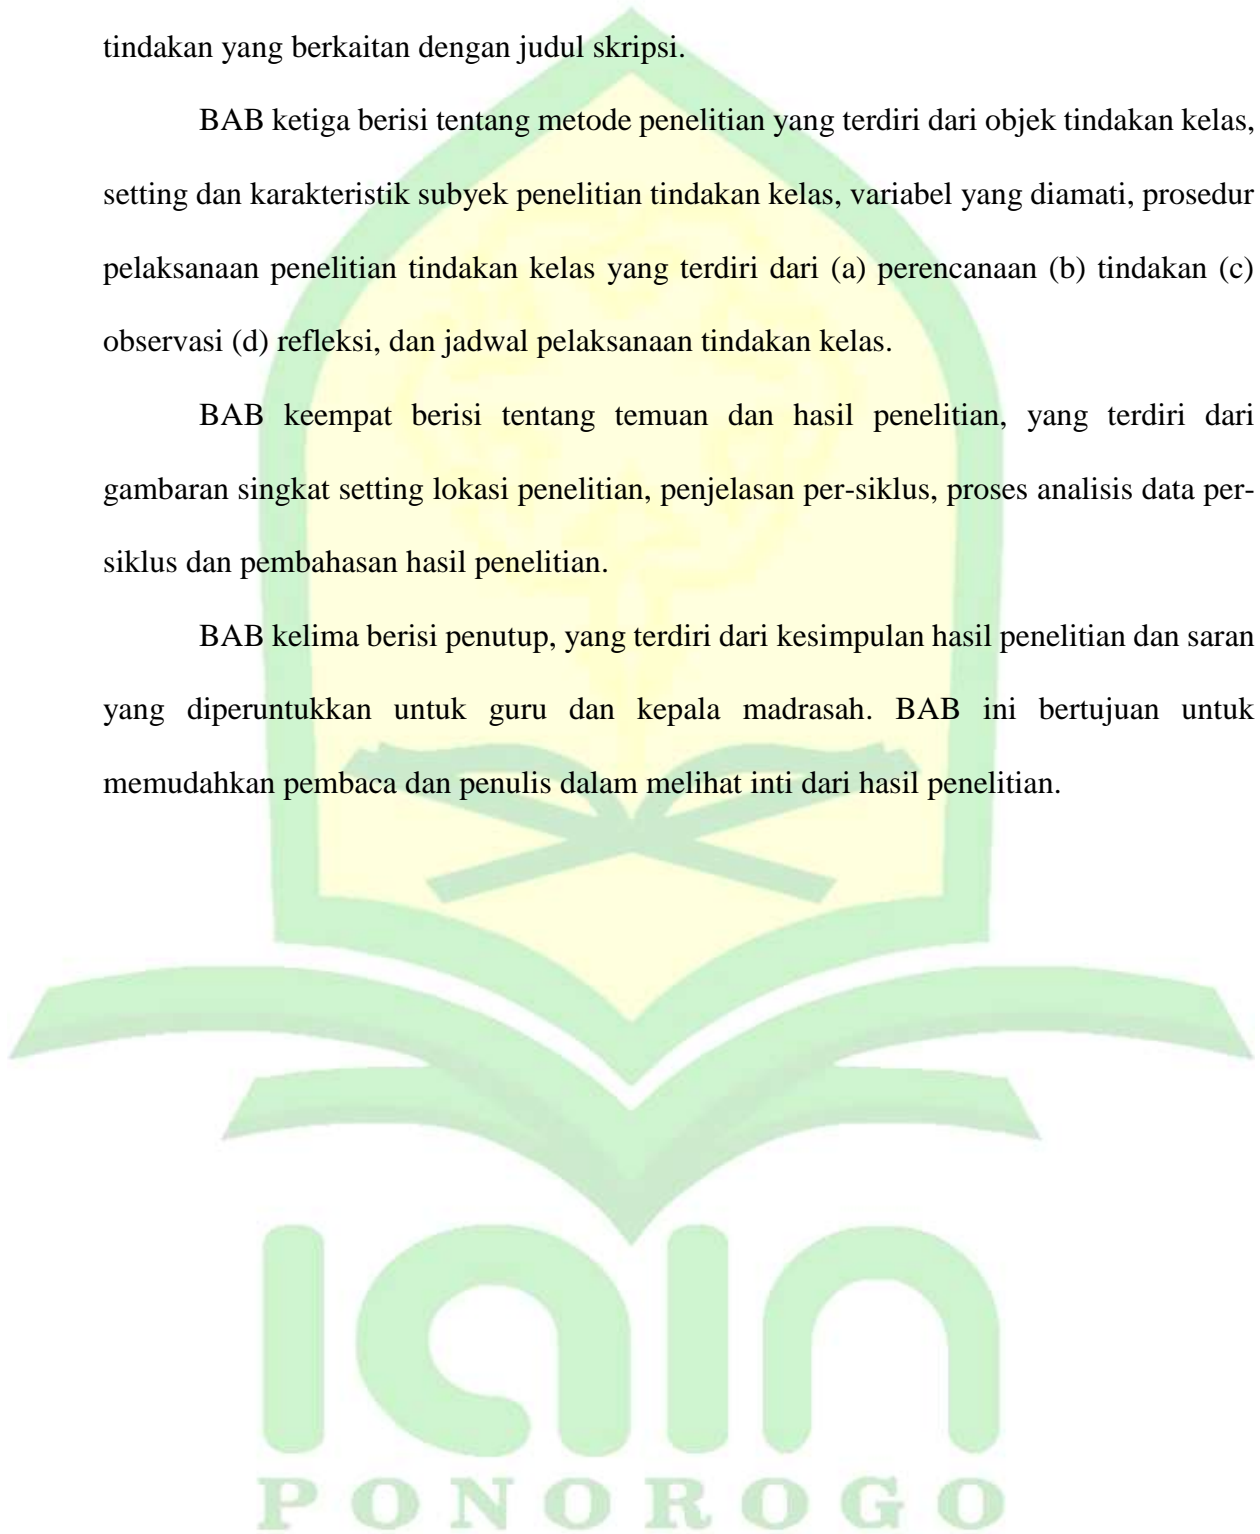 tindakan yang berkaitan dengan judul skripsi.
BAB ketiga berisi tentang metode penelitian yang terdiri dari objek tindakan kelas,
setting dan karakteristik subyek penelitian tindakan kelas, variabel yang diamati, prosedur
pelaksanaan penelitian tindakan kelas yang terdiri dari (a) perencanaan (b) tindakan (c)
observasi (d) refleksi, dan jadwal pelaksanaan tindakan kelas.
BAB keempat berisi tentang temuan dan hasil penelitian, yang terdiri dari
gambaran singkat setting lokasi penelitian, penjelasan per-siklus, proses analisis data per-
siklus dan pembahasan hasil penelitian.
BAB kelima berisi penutup, yang terdiri dari kesimpulan hasil penelitian dan saran
yang diperuntukkan untuk guru dan kepala madrasah. BAB ini bertujuan untuk
memudahkan pembaca dan penulis dalam melihat inti dari hasil penelitian.
iain
PONOROGO